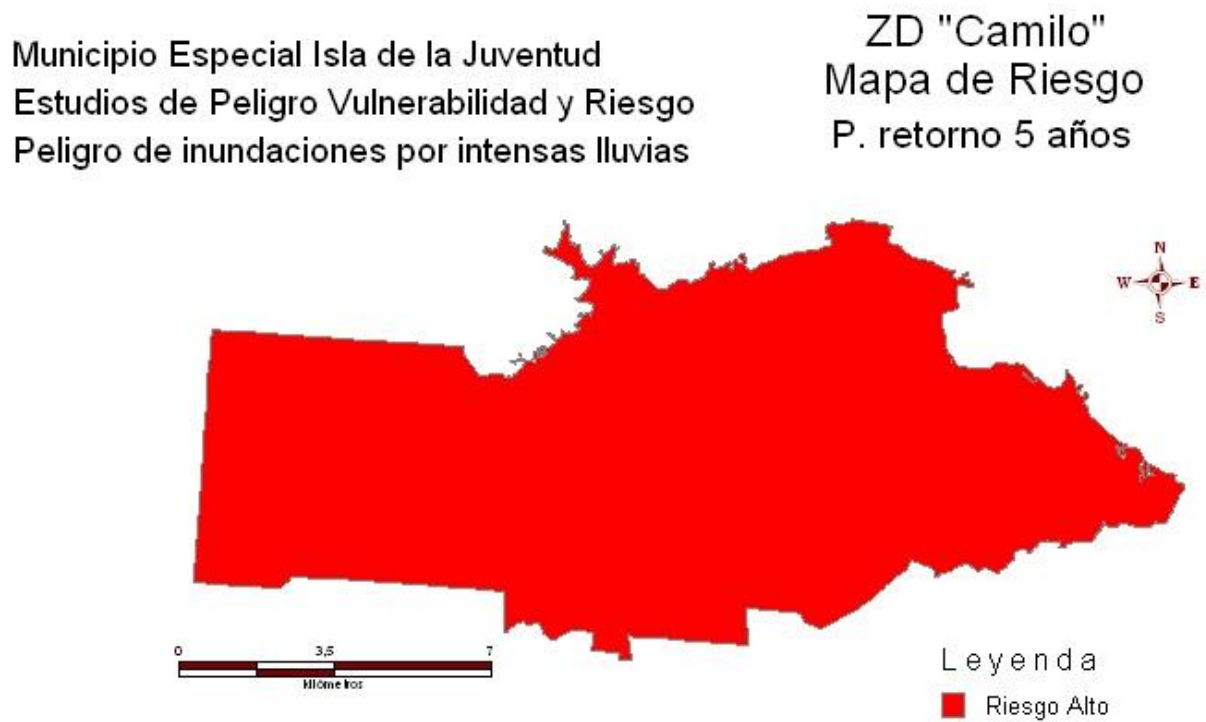 Municipio Especial Isla de la Juventud
Estudios de Peligro Vulnerabilidad y Riesgo
Peligro de inundaciones por intensas lluvias
ZD "Camilo"
Mapa de Riesgo
P. retorno 5 años
N
W E
S
0 3,5 7
kilómetros
Leyenda
Riesgo Alto